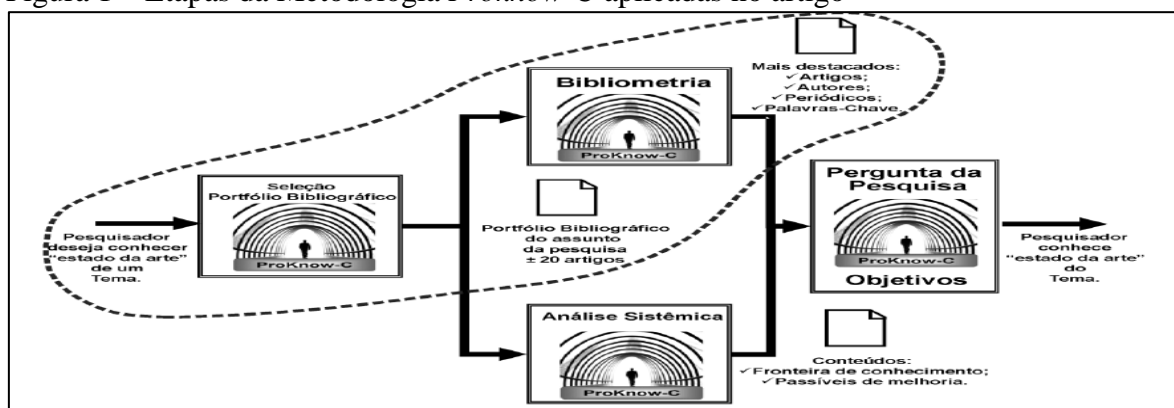 Figura 1 – Etapas da Metodologia Proknow-C aplicadas no artigo
Mais destacados:
✓Artigos;
✓Autores;
✓Periódicos;
✓Palavras-Chave.
Bibliometria
ProKnow-C
Seleção
Portfólio Bibliográfico
ProKnow-C
Pesquisador
deseja conhecer
"estado da arte"
de um
Tema.
Portfólio Bibliográfico
do assunto
da pesquisa
± 20 artigos
Pergunta da
Pesquisa
ProKnow-C
Objetivos
Pesquisador
conhece
"estado da arte"
do
Tema.
Análise Sistêmica
ProKnow-C
Conteúdos:
✓Fronteira de conhecimento;
✓Passíveis de melhoria.